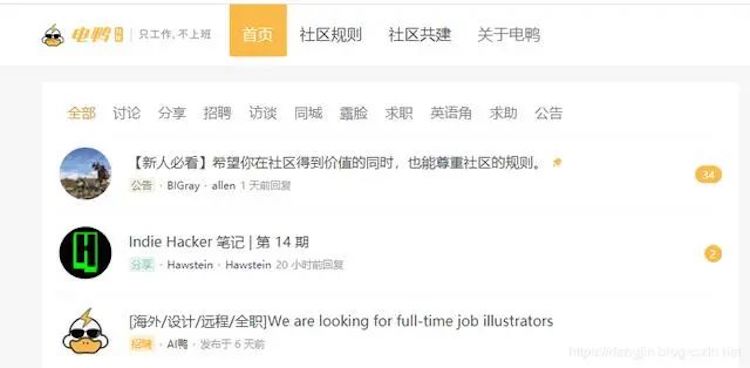 电鸭社区 | 只工作, 不上班 首页 社区规则 社区共建 关于电鸭
全部 讨论 分享 招聘 访谈 同城 露脸 求职 英语角 求助 公告
【新人必看】希望你在社区得到价值的同时，也能尊重社区的规则。
34
公告 · BIGray · allen 1 天前回复
Indie Hacker 笔记 | 第 14 期
2
分享 · Hawstein · Hawstein 20 小时前回复
[海外/设计/远程/全职]We are looking for full-time job illustrators
招聘 · AI鸭 · 发布于 6 天前